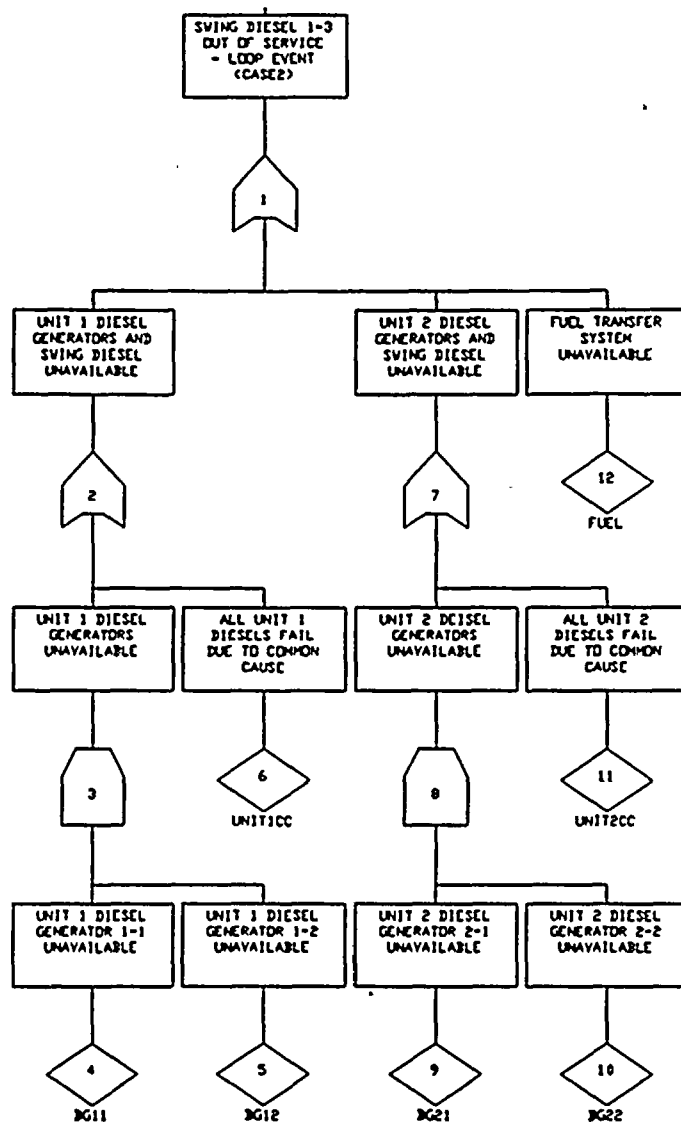 SWING DIESEL 1-3
OUT OF SERVICE
- LOOP EVENT
(CASE2)
1
UNIT 1 DIESEL
GENERATORS AND
SWING DIESEL
UNAVAILABLE
UNIT 2 DIESEL
GENERATORS AND
SWING DIESEL
UNAVAILABLE
FUEL TRANSFER
SYSTEM
UNAVAILABLE
2
7
12
FUEL
UNIT 1 DIESEL
GENERATORS
UNAVAILABLE
ALL UNIT 1
DIESELS FAIL
DUE TO COMMON
CAUSE
UNIT 2 DEISEL
GENERATORS
UNAVAILABLE
ALL UNIT 2
DIESELS FAIL
DUE TO COMMON
CAUSE
3
6
UNIT1CC
8
11
UNIT2CC
UNIT 1 DIESEL
GENERATOR 1-1
UNAVAILABLE
UNIT 1 DIESEL
GENERATOR 1-2
UNAVAILABLE
UNIT 2 DIESEL
GENERATOR 2-1
UNAVAILABLE
UNIT 2 DIESEL
GENERATOR 2-2
UNAVAILABLE
4
DG11
5
DG12
9
DG21
10
DG22